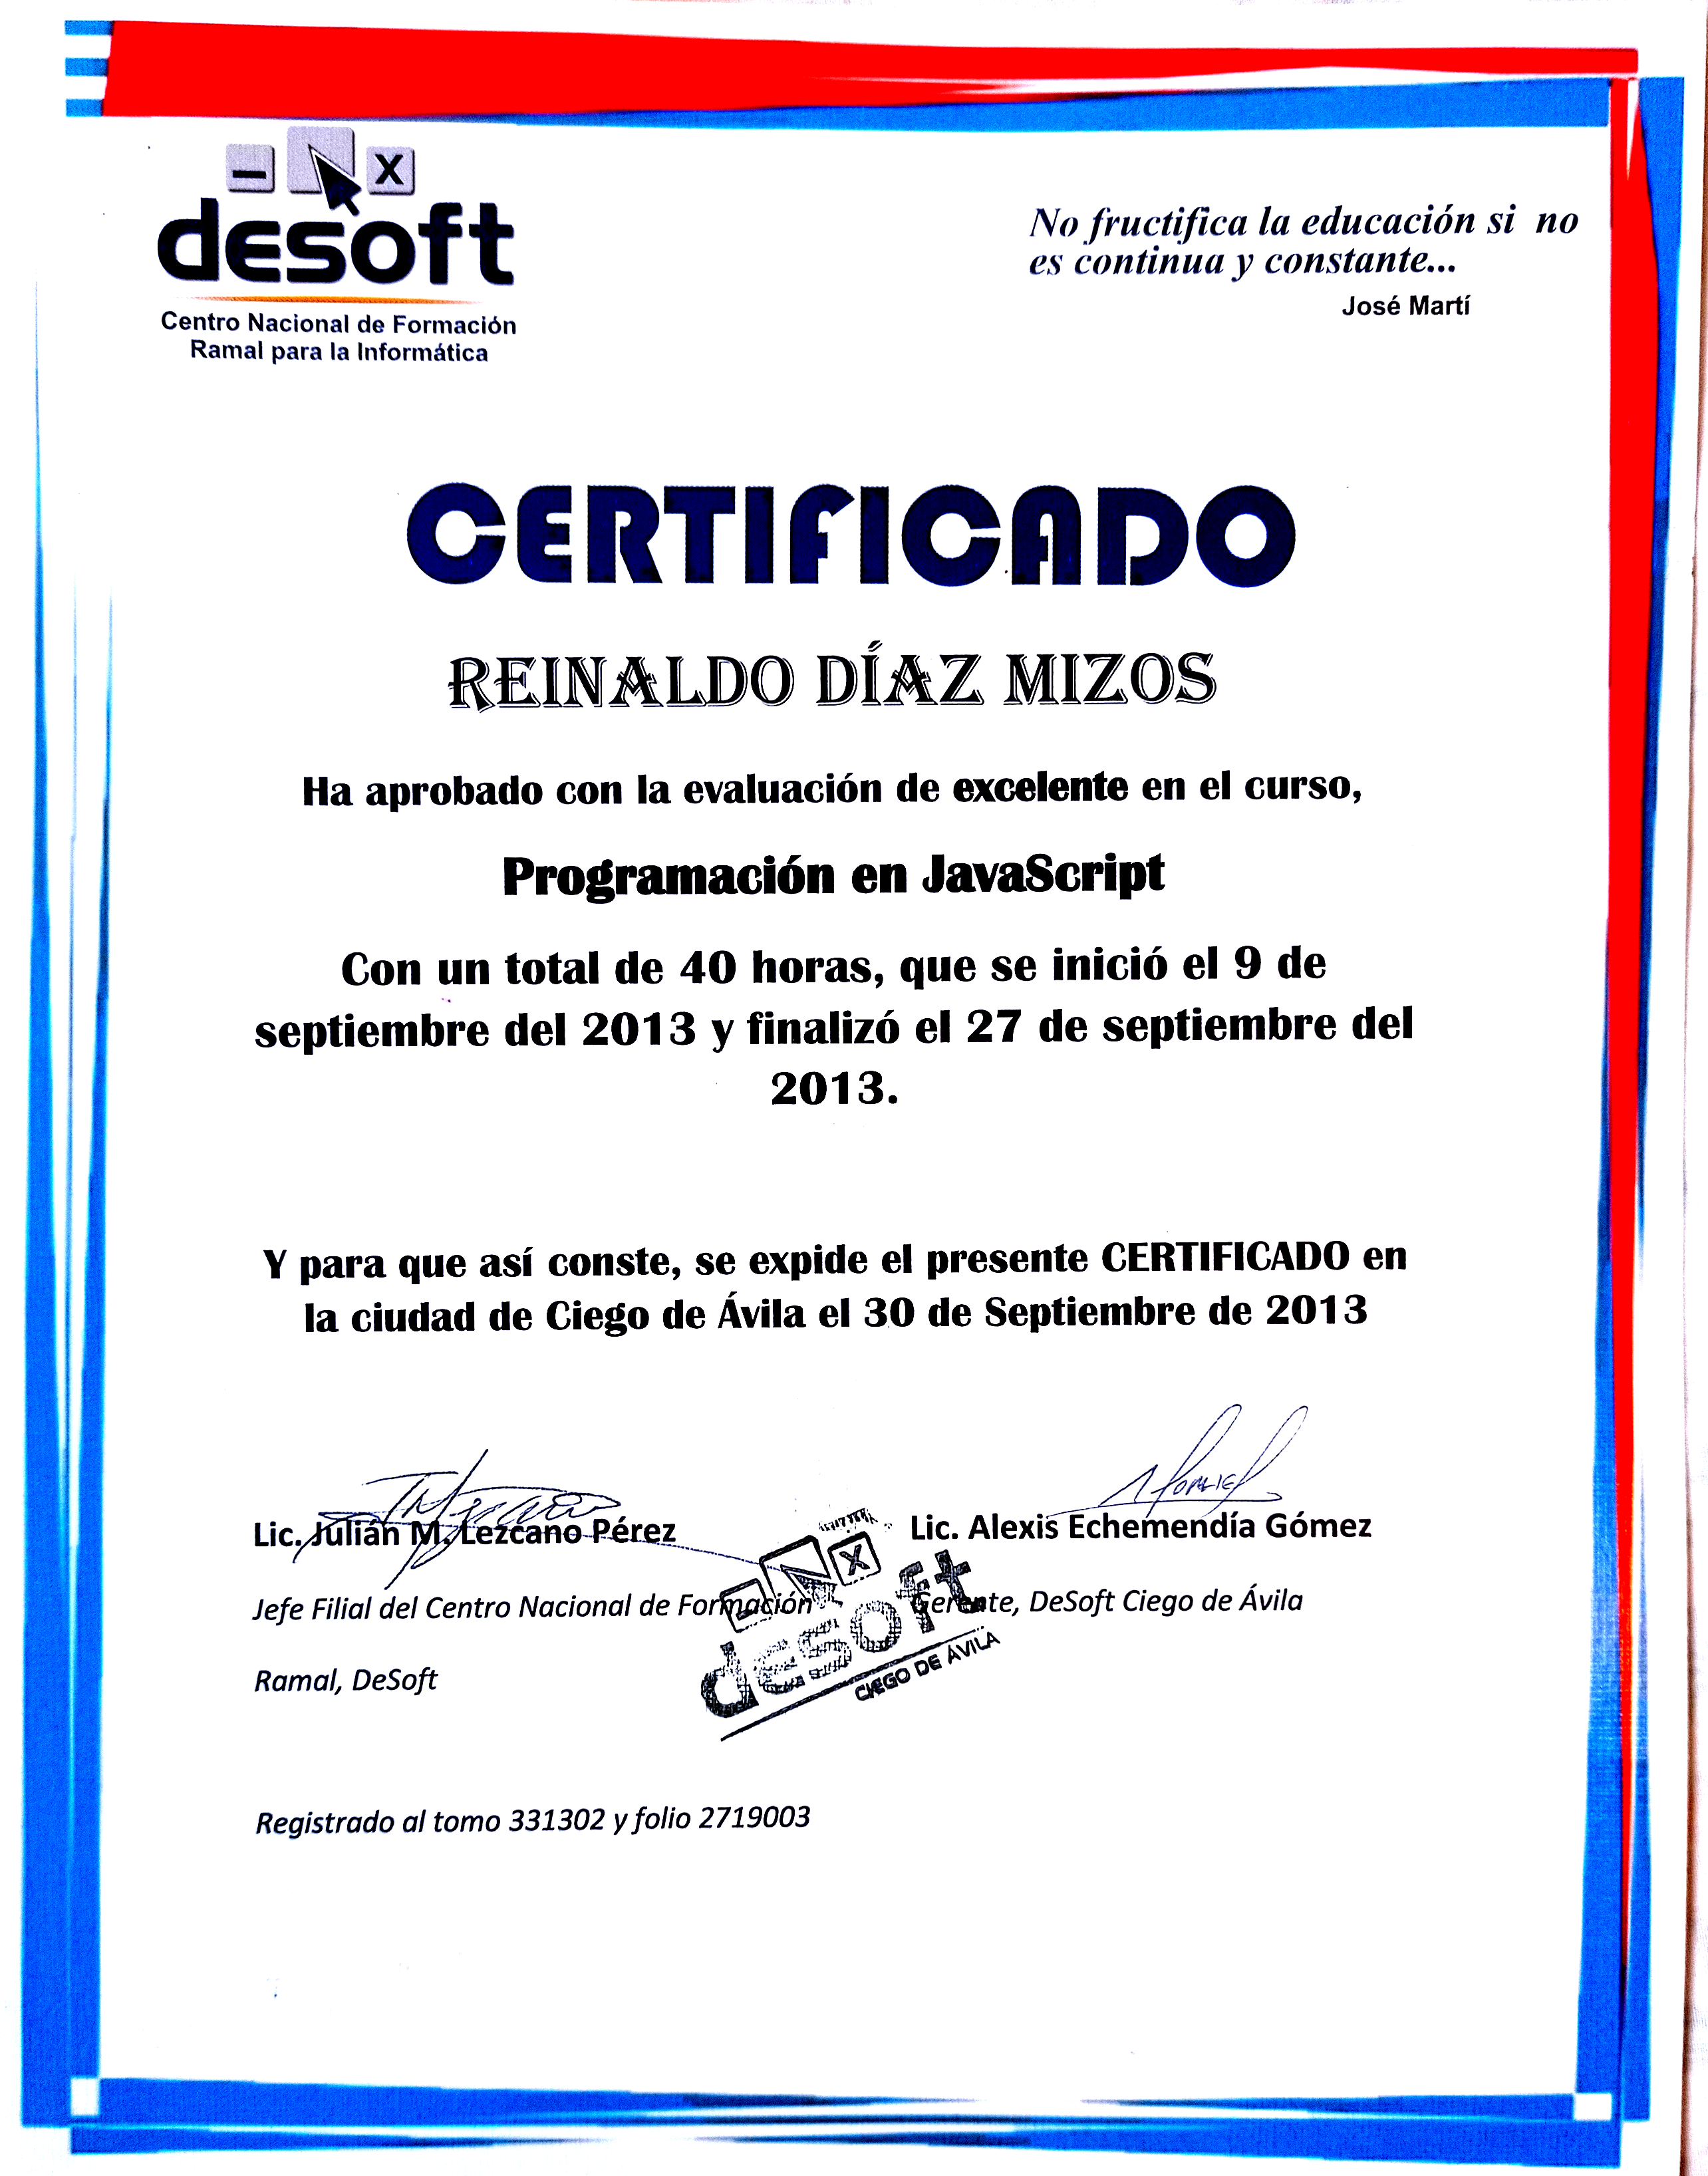 desoft
Centro Nacional de Formación
Ramal para la Informática
No fructifica la educación si no
es continua y constante...
José Martí
CERTIFICADO
REINALDO DÍAZ MIZOS
Ha aprobado con la evaluación de excelente en el curso,
Programación en JavaScript
Con un total de 40 horas, que se inició el 9 de
septiembre del 2013 y finalizó el 27 de septiembre del
2013.
Y para que así conste, se expide el presente CERTIFICADO en
la ciudad de Ciego de Ávila el 30 de Septiembre de 2013
Lic. Julián M. Lezcano Pérez
Jefe Filial del Centro Nacional de Formación
Ramal, DeSoft
Lic. Alexis Echemendía Gómez
Gerente, DeSoft Ciego de Ávila
desoft
CIEGO DE ÁVILA
Registrado al tomo 331302 y folio 2719003